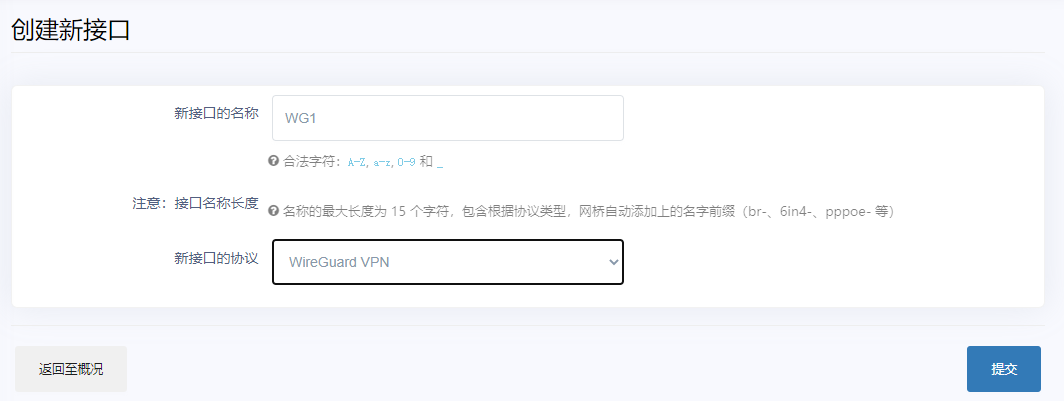 创建新接口
新接口的名称
WG1
合法字符：A-Z, a-z, 0-9 和 _
注意：接口名称长度
名称的最大长度为 15 个字符，包含根据协议类型，网桥自动添加上的名字前缀（br-、6in4-、pppoe- 等）
新接口的协议
WireGuard VPN
返回至概况
提交